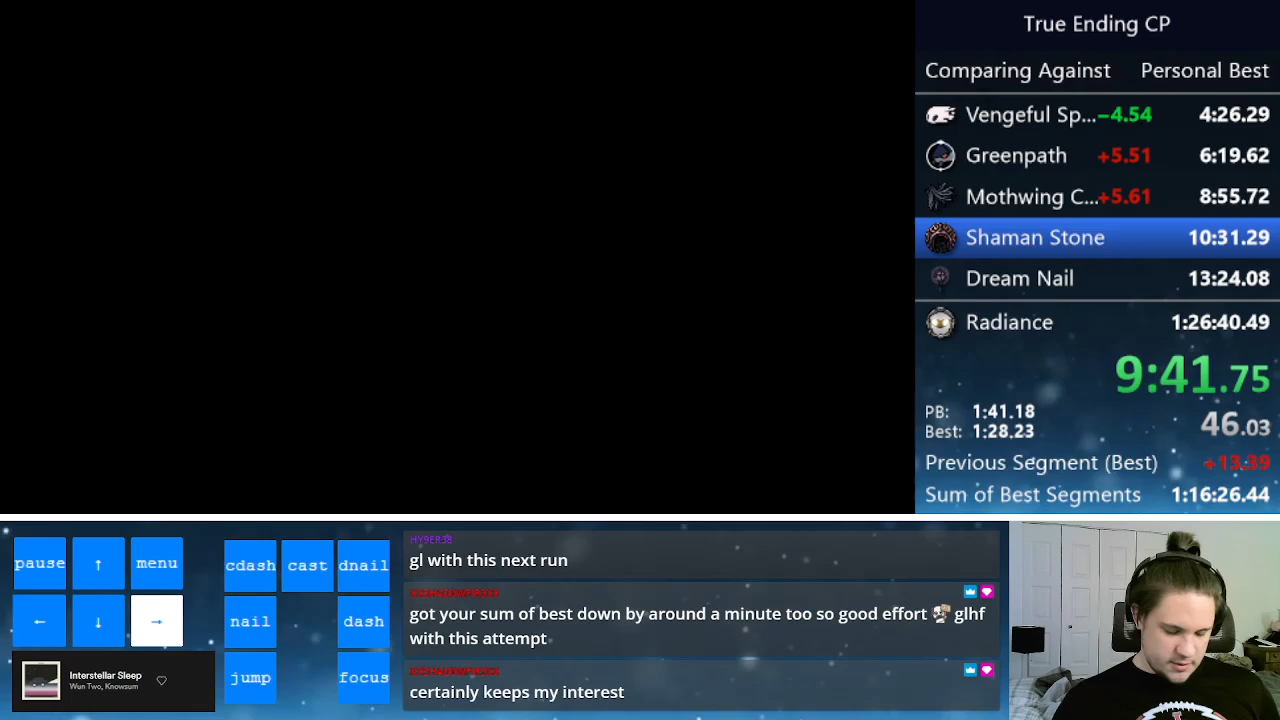 True Ending CP
Comparing Against Personal Best
Vengeful Sp... -4.54 4:26.29
Greenpath +5.51 6:19.62
Mothwing C... +5.61 8:55.72
Shaman Stone 10:31.29
Dream Nail 13:24.08
Radiance 1:26:40.49
9:41.75
PB: 1:41.18
Best: 1:28.23
46.03
Previous Segment (Best) +13.39
Sum of Best Segments 1:16:26.44
pause ↑ menu
← ↓ →
cdash cast dnail
nail dash
jump focus
Interstellar Sleep
Wun Two, Knowsum
HY9ER38
gl with this next run
got your sum of best down by around a minute too so good effort glhf
with this attempt
certainly keeps my interest